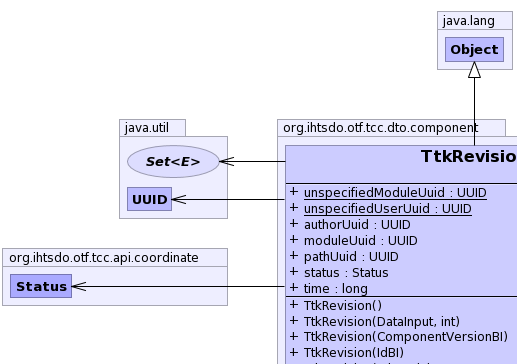 java.lang
Object
java.util
Set<E>
UUID
org.ihtsdo.otf.tcc.api.coordinate
Status
org.ihtsdo.otf.tcc.dto.component
TtkRevision
+ unspecifiedModuleUuid : UUID
+ unspecifiedUserUuid : UUID
+ authorUuid : UUID
+ moduleUuid : UUID
+ pathUuid : UUID
+ status : Status
+ time : long
+ TtkRevision()
+ TtkRevision(DataInput, int)
+ TtkRevision(ComponentVersionBI)
+ TtkRevision(IdBI)